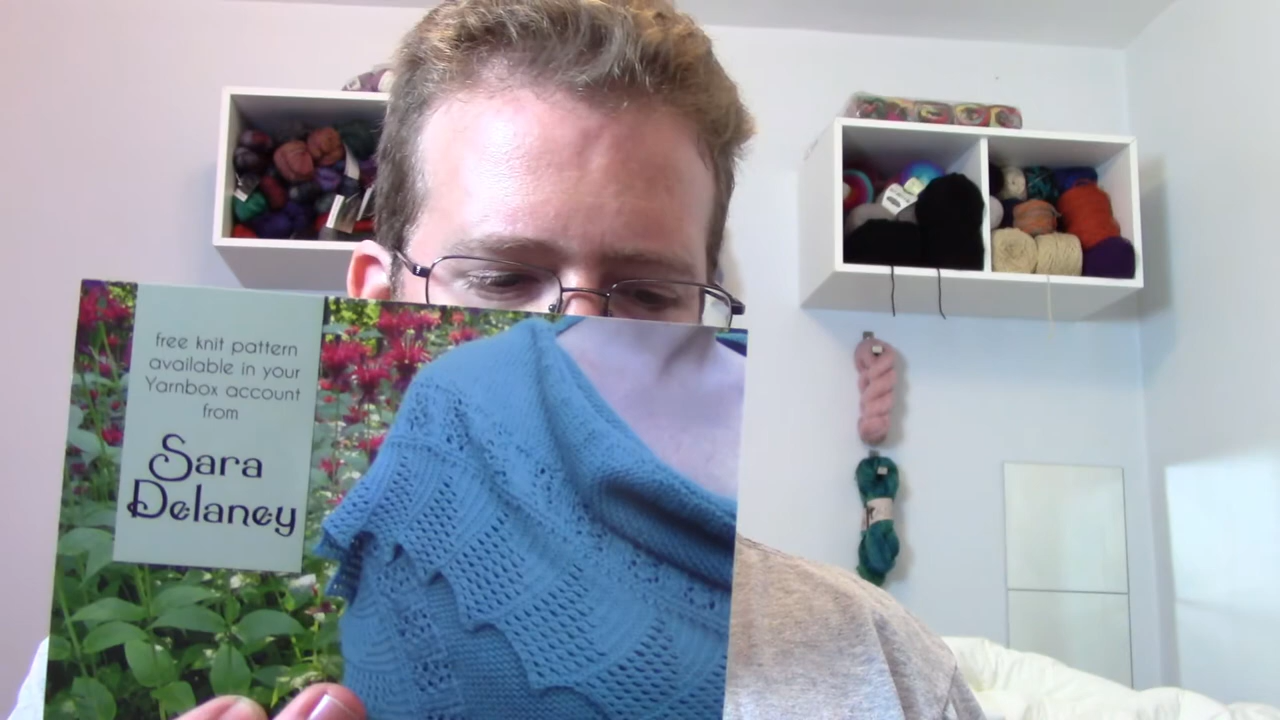 free knit pattern
available in your
Yarnbox account
from
Sara
Delaney